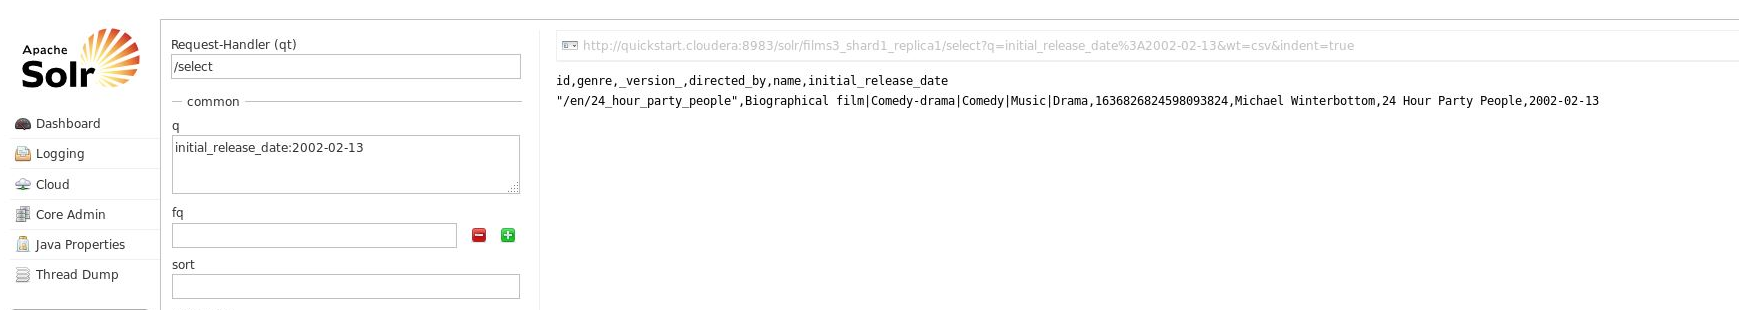 Apache
Solr
Dashboard
Logging
Cloud
Core Admin
Java Properties
Thread Dump
Request-Handler (qt)
/select
common
q
initial_release_date:2002-02-13
fq
sort
http://quickstart.cloudera:8983/solr/films3_shard1_replica1/select?q=initial_release_date%3A2002-02-13&wt=csv&indent=true
id,genre,_version_,directed_by,name,initial_release_date
"/en/24_hour_party_people",Biographical film|Comedy-drama|Comedy|Music|Drama,1636826824598093824,Michael Winterbottom,24 Hour Party People,2002-02-13